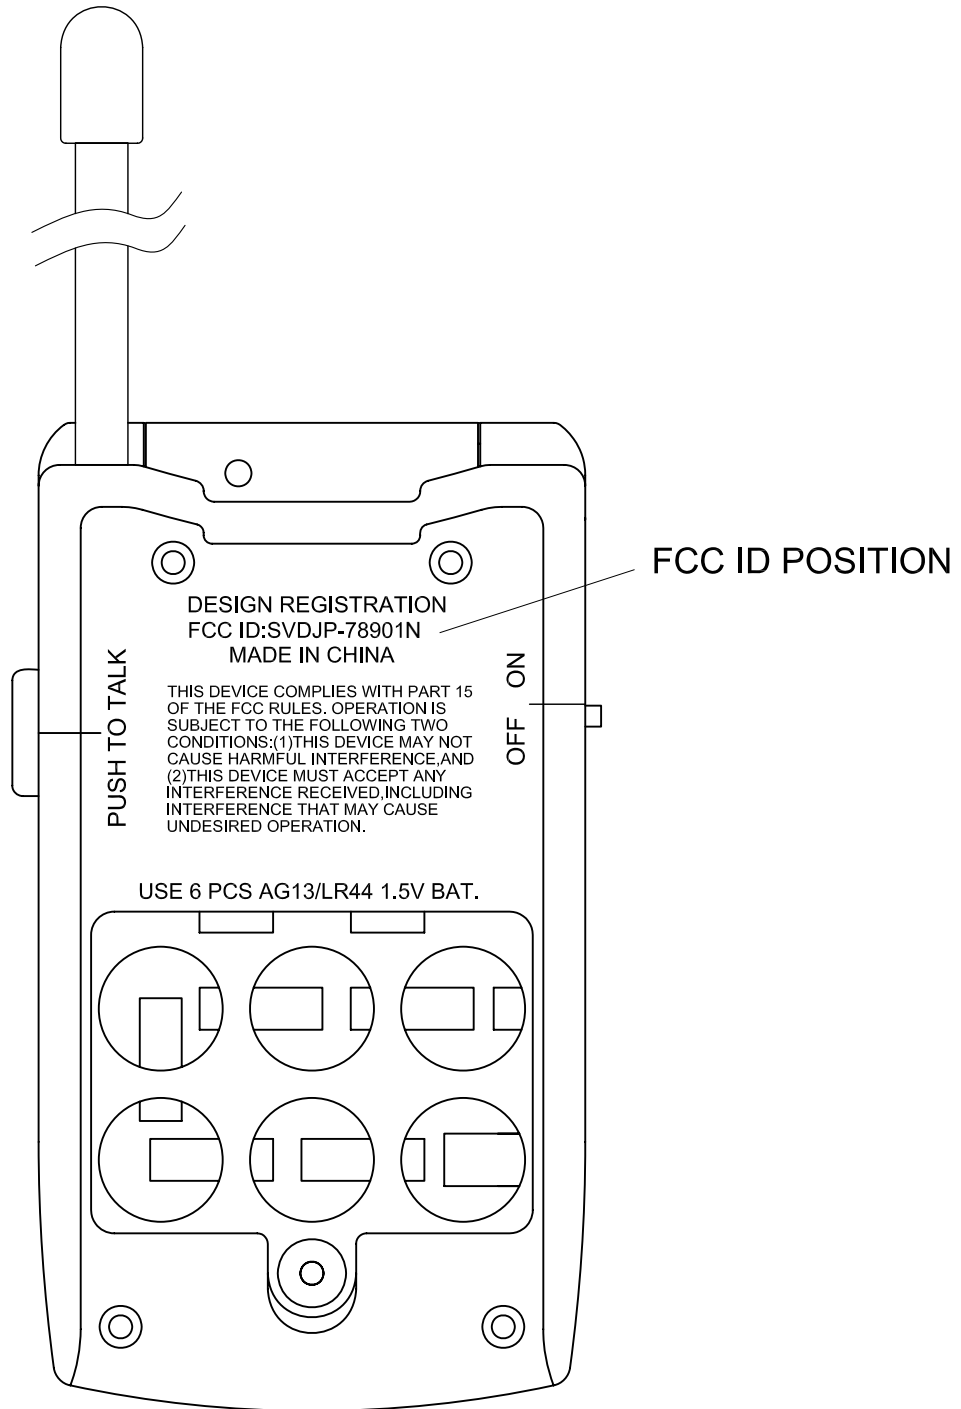 FCC ID POSITION
DESIGN REGISTRATION
FCC ID:SVDJP-78901N
MADE IN CHINA
PUSH TO TALK
OFF ON
THIS DEVICE COMPLIES WITH PART 15
OF THE FCC RULES. OPERATION IS
SUBJECT TO THE FOLLOWING TWO
CONDITIONS:(1)THIS DEVICE MAY NOT
CAUSE HARMFUL INTERFERENCE,AND
(2)THIS DEVICE MUST ACCEPT ANY
INTERFERENCE RECEIVED,INCLUDING
INTERFERENCE THAT MAY CAUSE
UNDESIRED OPERATION.
USE 6 PCS AG13/LR44 1.5V BAT.